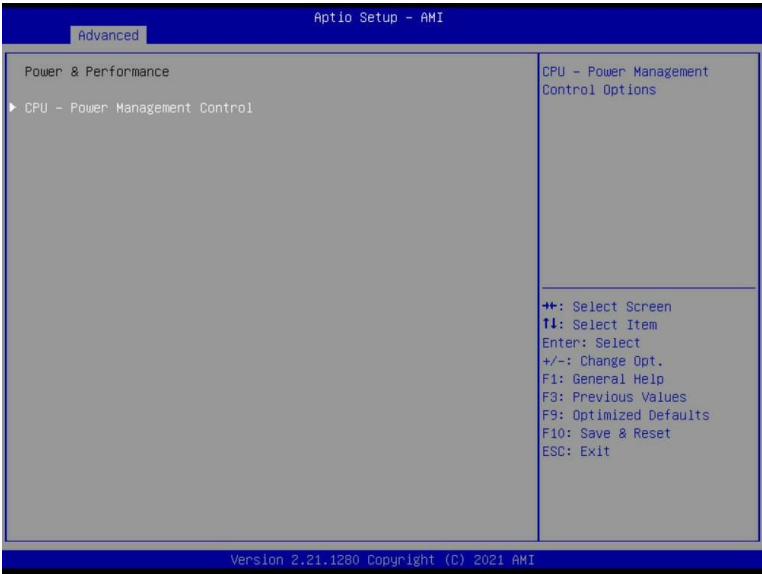 Aptio Setup – AMI
Advanced
Power & Performance
CPU – Power Management Control
CPU – Power Management
Control Options
→←: Select Screen
↑↓: Select Item
Enter: Select
+/-: Change Opt.
F1: General Help
F3: Previous Values
F9: Optimized Defaults
F10: Save & Reset
ESC: Exit
Version 2.21.1280 Copyright (C) 2021 AMI